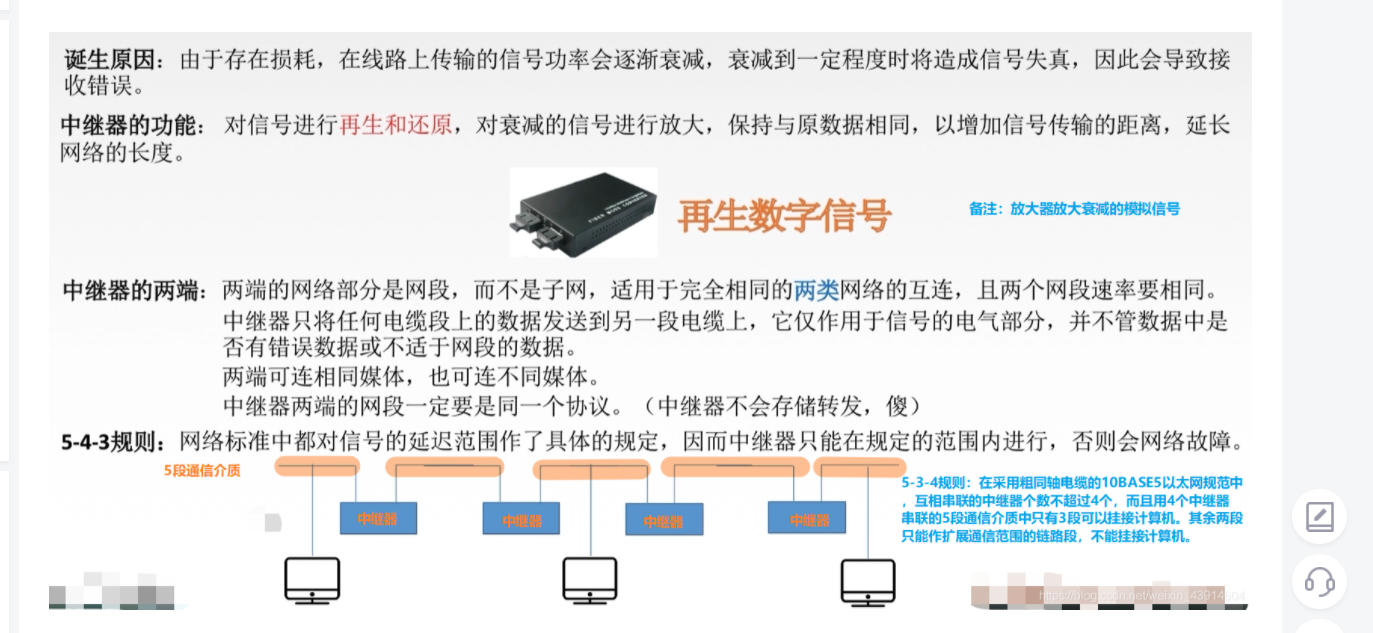 诞生原因：由于存在损耗，在线路上传输的信号功率会逐渐衰减，衰减到一定程度时将造成信号失真，因此会导致接
收错误。
中继器的功能： 对信号进行再生和还原，对衰减的信号进行放大，保持与原数据相同，以增加信号传输的距离，延长
网络的长度。
再生数字信号
备注：放大器放大衰减的模拟信号
中继器的两端：两端的网络部分是网段，而不是子网，适用于完全相同的两类网络的互连，且两个网段速率要相同。
中继器只将任何电缆段上的数据发送到另一段电缆上，它仅作用于信号的电气部分，并不管数据中是
否有错误数据或不适于网段的数据。
两端可连相同媒体，也可连不同媒体。
中继器两端的网段一定要是同一个协议。（中继器不会存储转发，傻）
5-4-3规则：网络标准中都对信号的延迟范围作了具体的规定，因而中继器只能在规定的范围内进行，否则会网络故障。
5段通信介质
5-3-4规则：在采用粗同轴电缆的10BASE5以太网规范中
，互相串联的中继器个数不超过4个，而且用4个中继器
串联的5段通信介质中只有3段可以挂接计算机。其余两段
只能作扩展通信范围的链路段，不能挂接计算机。
中继器 中继器 中继器 中继器